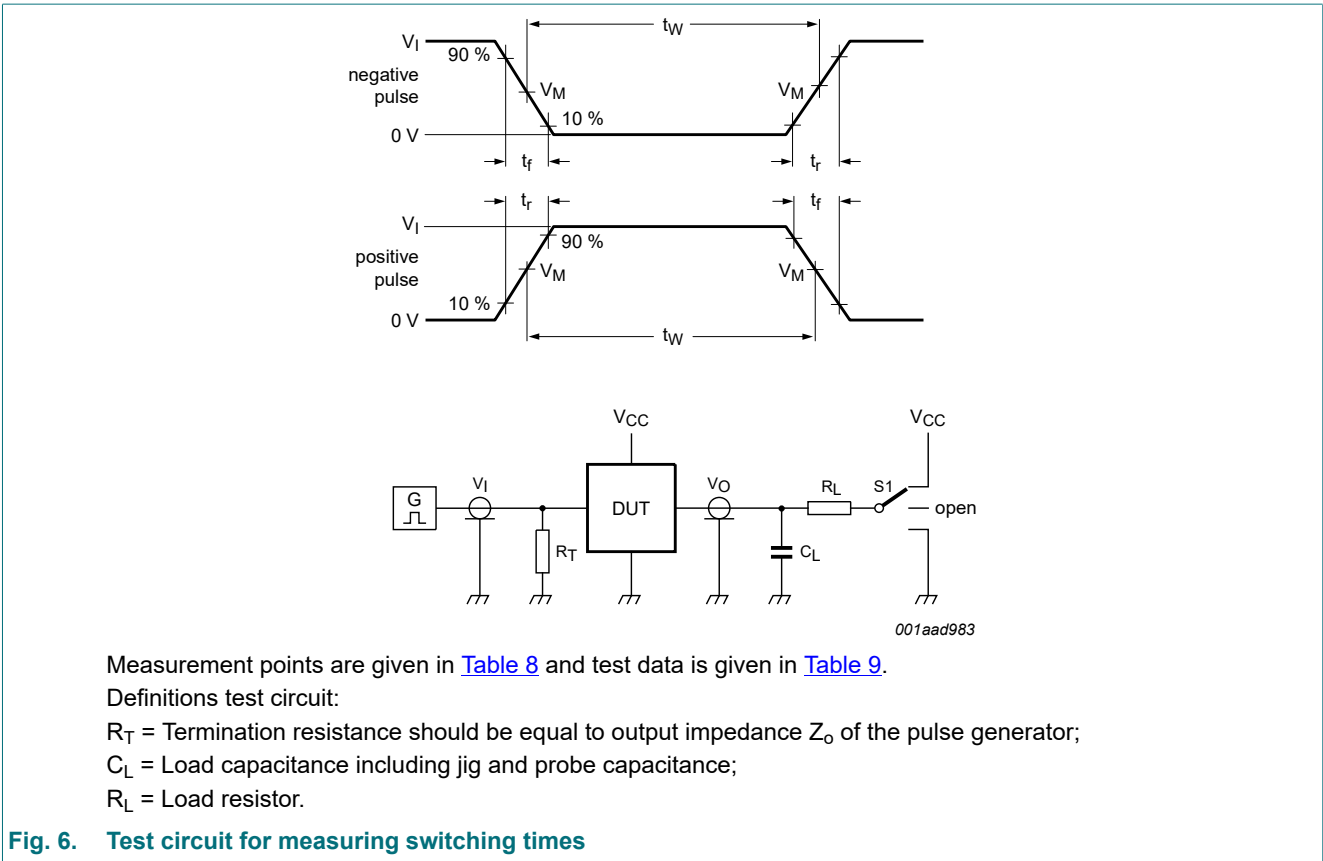 t_W
V_I
90 %
negative
pulse
V_M
V_M
10 %
0 V
t_f
t_r
t_r
t_f
V_I
90 %
positive
pulse
V_M
V_M
10 %
0 V
t_W
V_CC
V_CC
G
V_I
DUT
V_O
R_L
S1
open
R_T
C_L
001aad983
Measurement points are given in Table 8 and test data is given in Table 9.
Definitions test circuit:
R_T = Termination resistance should be equal to output impedance Z_o of the pulse generator;
C_L = Load capacitance including jig and probe capacitance;
R_L = Load resistor.
Fig. 6. Test circuit for measuring switching times